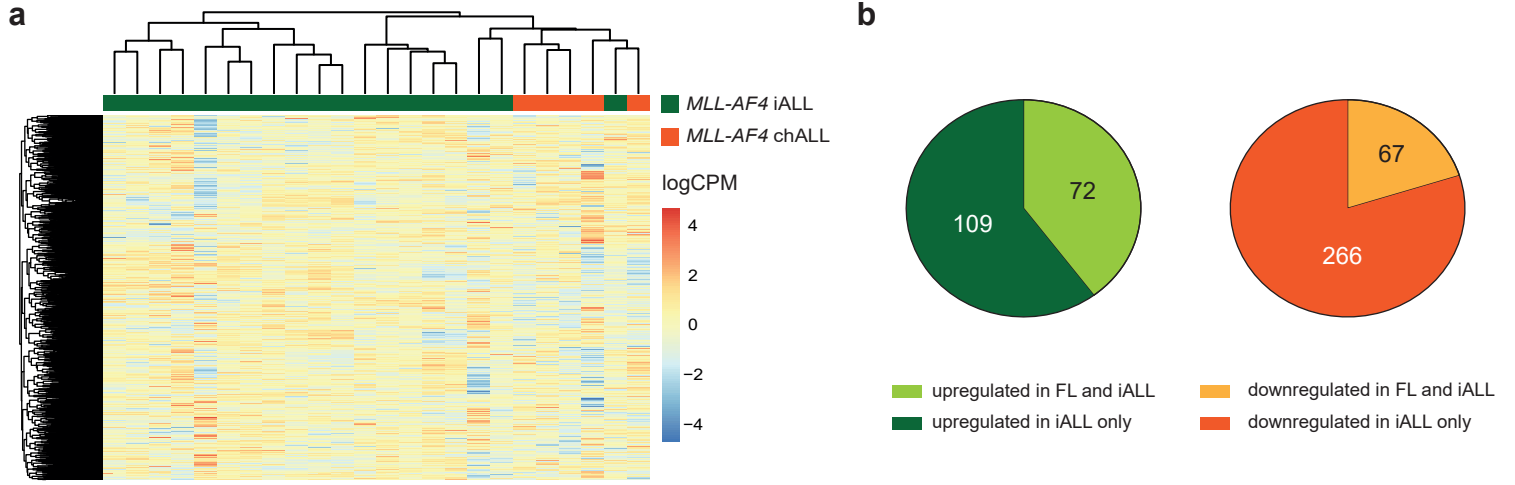 a
b
MLL-AF4 iALL
MLL-AF4 chALL
logCPM
4
2
0
−2
−4
72
109
67
266
upregulated in FL and iALL
upregulated in iALL only
downregulated in FL and iALL
downregulated in iALL only